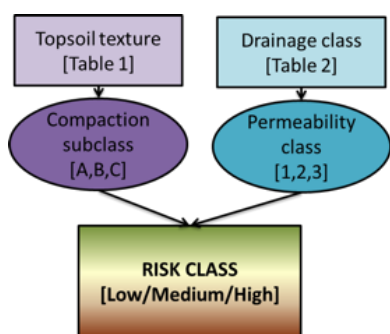 Topsoil texture
[Table 1]
Drainage class
[Table 2]
Compaction
subclass
[A,B,C]
Permeability
class
[1,2,3]
RISK CLASS
[Low/Medium/High]